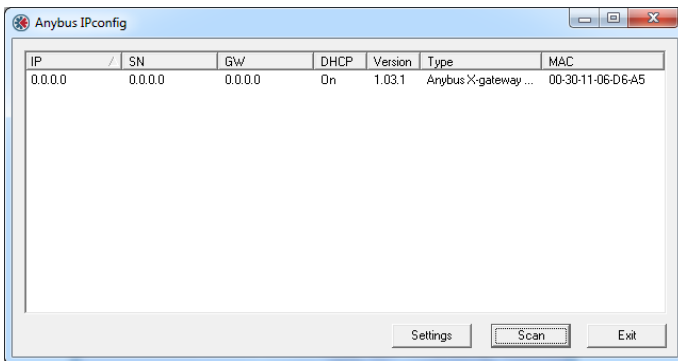 Anybus IPconfig
IP / SN GW DHCP Version Type MAC
0.0.0.0 0.0.0.0 0.0.0.0 On 1.03.1 Anybus X-gateway ... 00-30-11-06-D6-A5
Settings Scan Exit